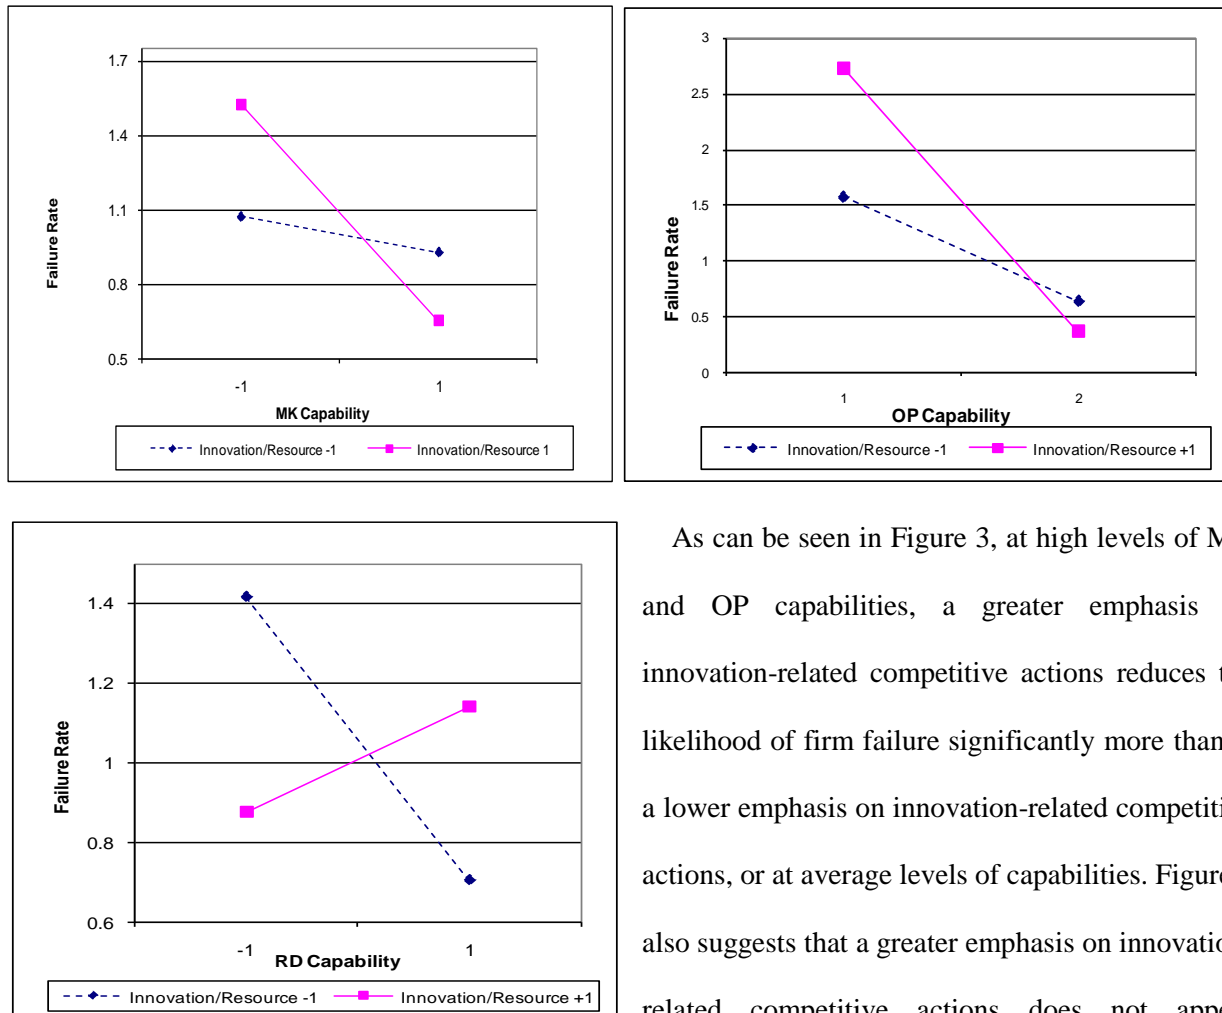 1.7
1.4
1.1
0.8
0.5
Failure Rate
-1
1
MK Capability
Innovation/Resource -1
Innovation/Resource 1
3
2.5
2
1.5
1
0.5
0
Failure Rate
1
2
OP Capability
Innovation/Resource -1
Innovation/Resource +1
1.4
1.2
1
0.8
0.6
Failure Rate
-1
1
RD Capability
Innovation/Resource -1
Innovation/Resource +1
As can be seen in Figure 3, at high levels of
and OP capabilities, a greater emphasis
innovation-related competitive actions reduces
likelihood of firm failure significantly more than
a lower emphasis on innovation-related
actions, or at average levels of capabilities. Figure
also suggests that a greater emphasis on
related competitive actions does not